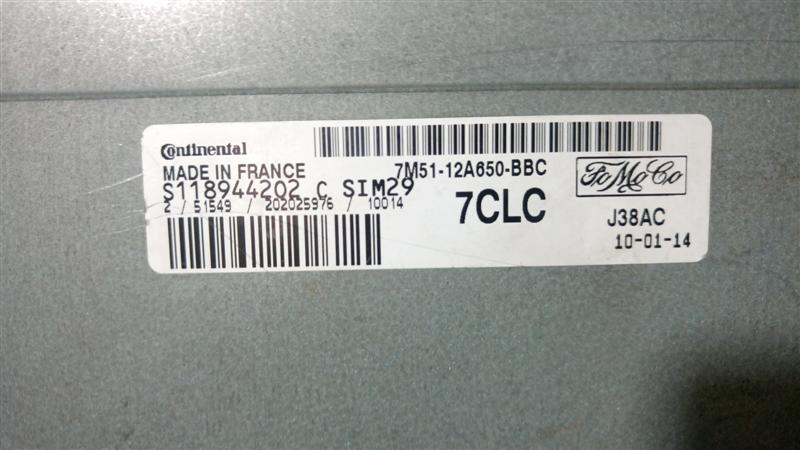 Continental
MADE IN FRANCE
7M51-12A650-BBC
S118944202 C SIM29
2 / 51549 / 202025976 / 10014
7CLC
FoMoCo
J38AC
10-01-14